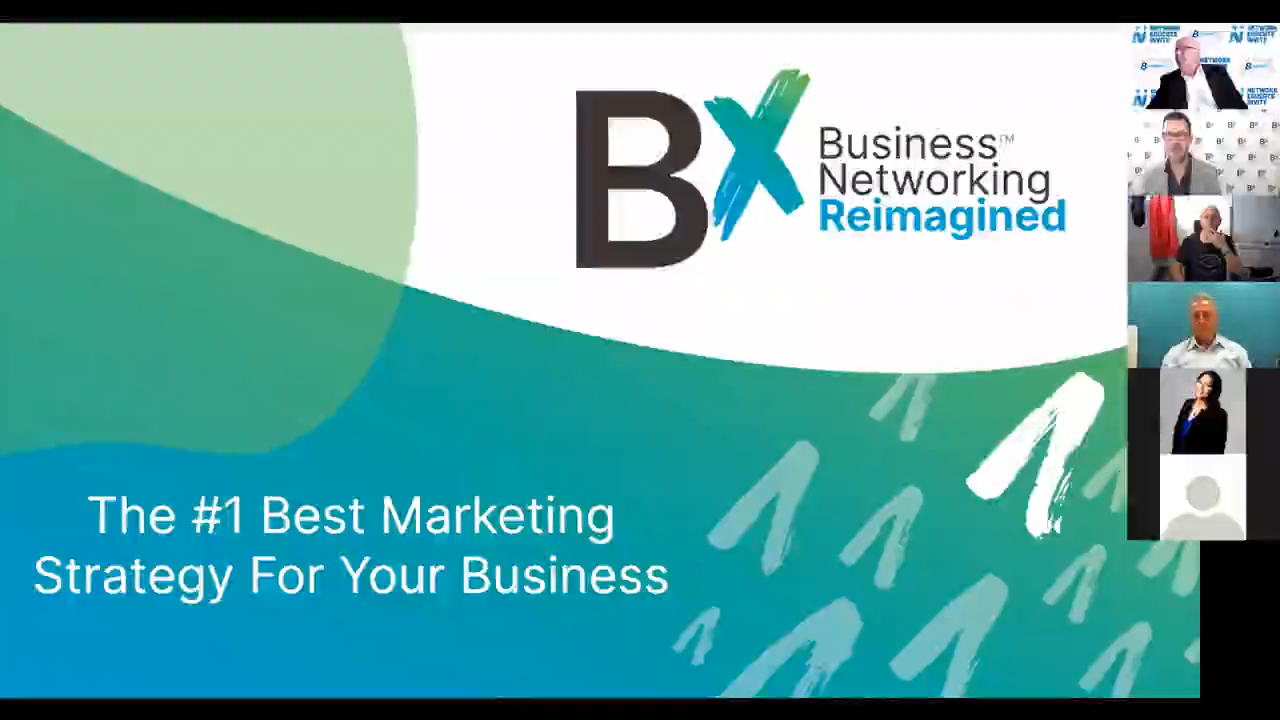 BX
Business™
Networking
Reimagined
The #1 Best Marketing
Strategy For Your Business